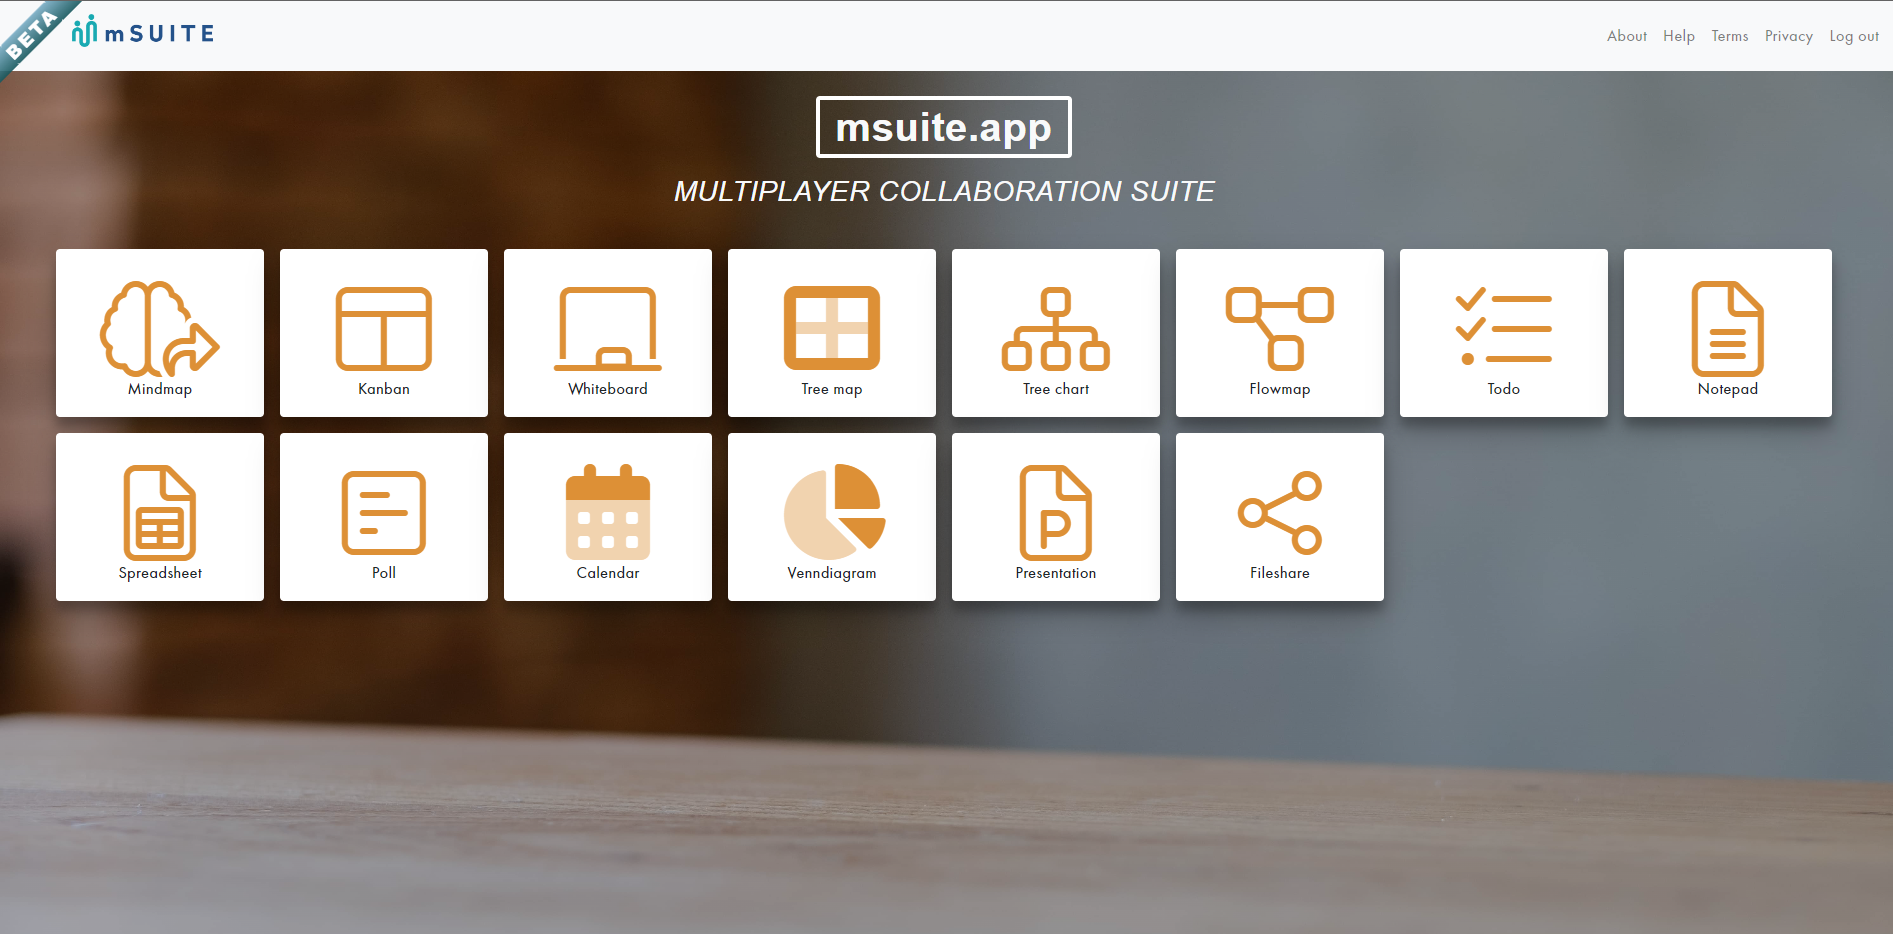 BETA
mSUITE
About Help Terms Privacy Log out
msuite.app
MULTIPLAYER COLLABORATION SUITE
Mindmap Kanban Whiteboard Tree map Tree chart Flowmap Todo Notepad
Spreadsheet Poll Calendar Venndiagram Presentation Fileshare